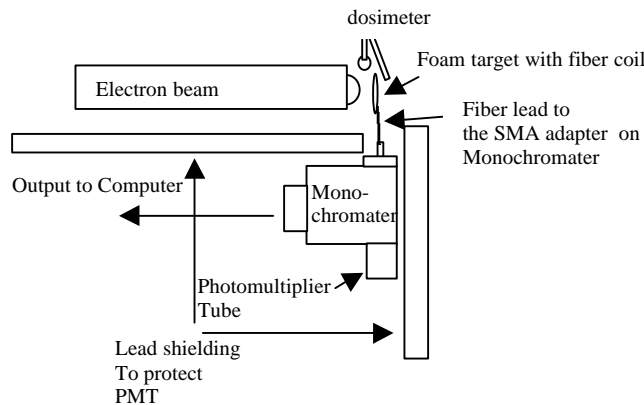 dosimeter
Foam target with fiber coil
Electron beam
Fiber lead to
the SMA adapter on
Monochromater
Output to Computer
Mono-
chromater
Photomultiplier
Tube
Lead shielding
To protect
PMT